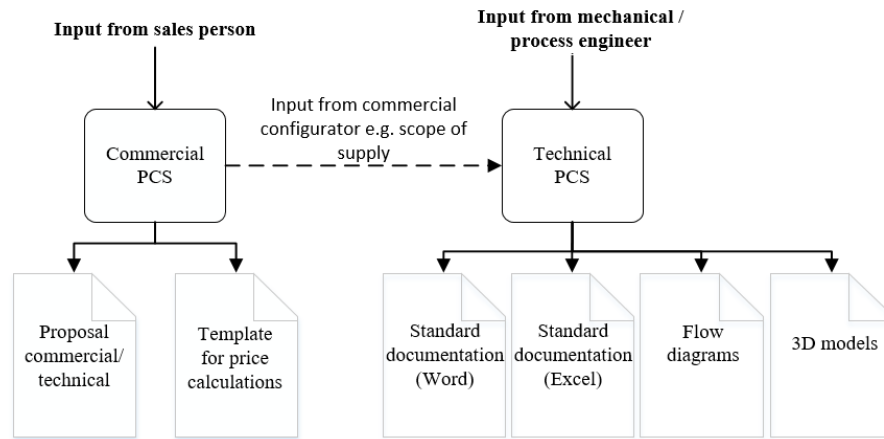 Input from sales person
Input from mechanical /
process engineer
Input from commercial
configurator e.g. scope of
supply
Commercial
PCS
Technical
PCS
Proposal
commercial/
technical
Template
for price
calculations
Standard
documentation
(Word)
Standard
documentation
(Excel)
Flow
diagrams
3D models